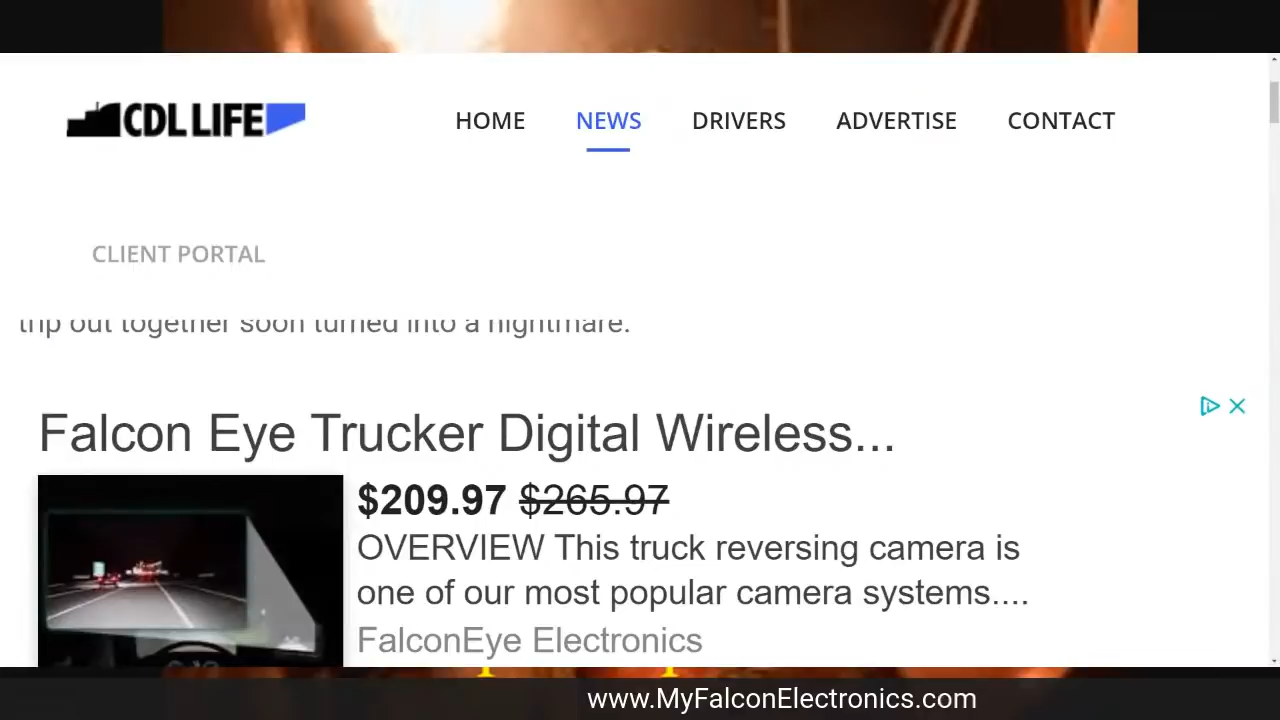 CDL LIFE
HOME NEWS DRIVERS ADVERTISE CONTACT
CLIENT PORTAL
trip out together soon turned into a nightmare.
Falcon Eye Trucker Digital Wireless...
$209.97 $265.97
OVERVIEW This truck reversing camera is
one of our most popular camera systems....
FalconEye Electronics
www.MyFalconElectronics.com